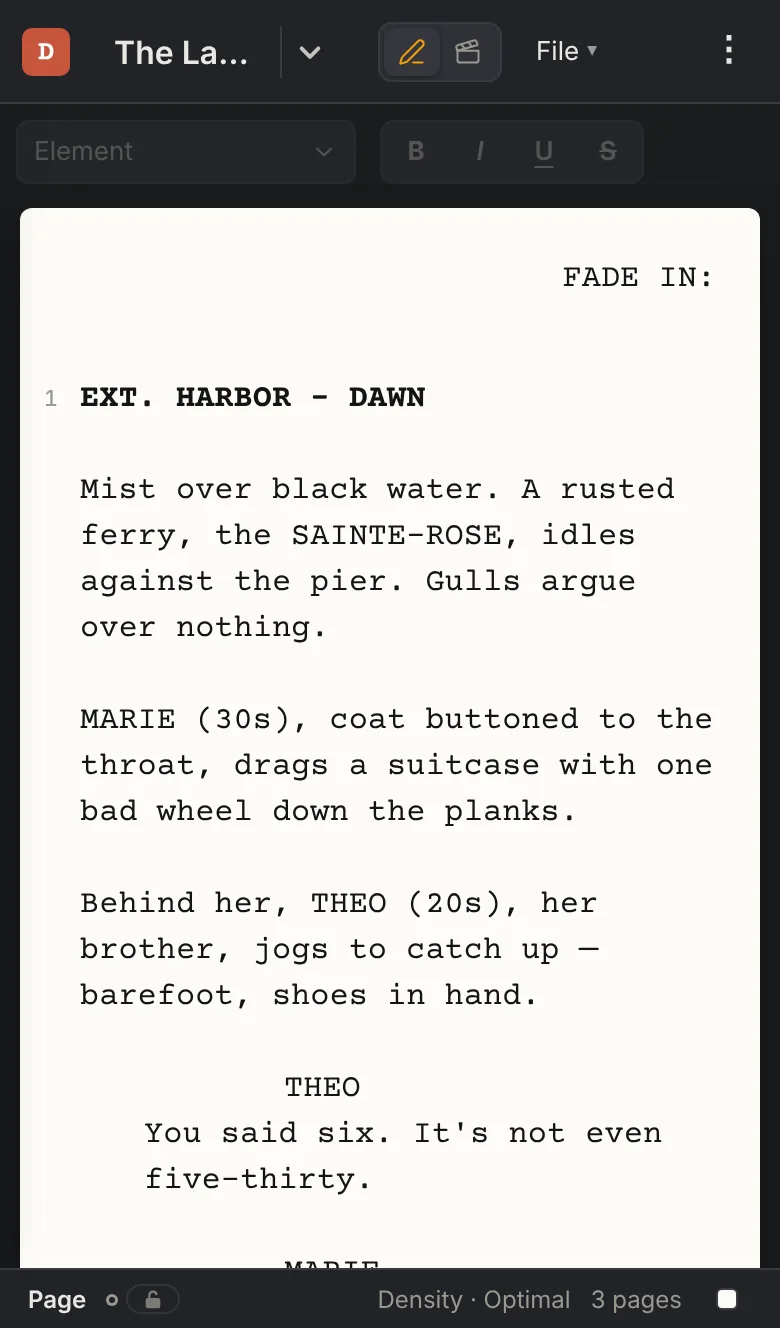 D The La... File ▾
Element B I U S
FADE IN:
1 EXT. HARBOR - DAWN
Mist over black water. A rusted
ferry, the SAINTE-ROSE, idles
against the pier. Gulls argue
over nothing.
MARIE (30s), coat buttoned to the
throat, drags a suitcase with one
bad wheel down the planks.
Behind her, THEO (20s), her
brother, jogs to catch up —
barefoot, shoes in hand.
THEO
You said six. It's not even
five-thirty.
MARIE
Page Density · Optimal 3 pages